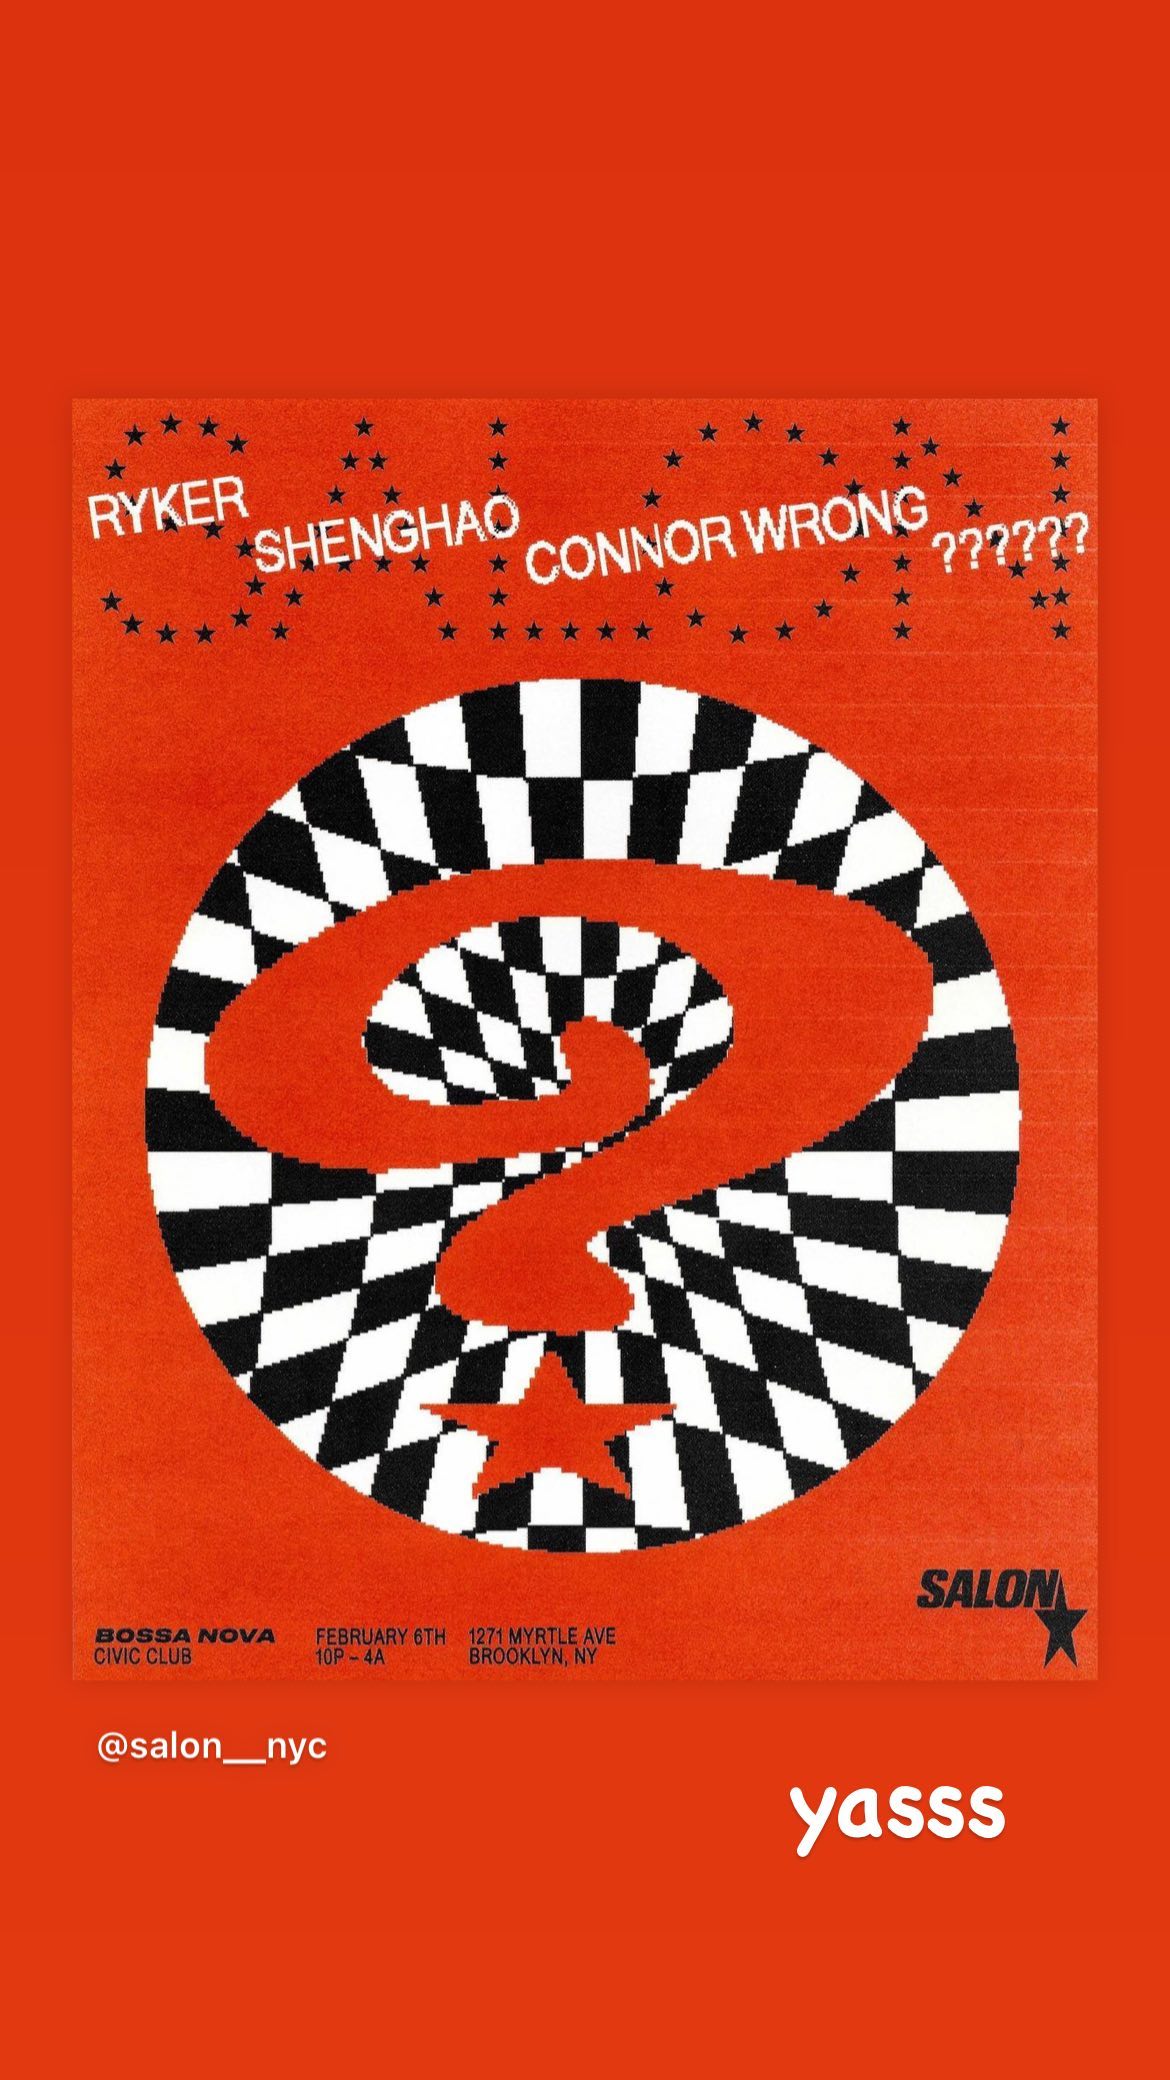 SALON
RYKER
SHENGHAO
CONNOR WRONG
??????
SALON
BOSSA NOVA
CIVIC CLUB
FEBRUARY 6TH
10P – 4A
1271 MYRTLE AVE
BROOKLYN, NY
@salon__nyc
yasss